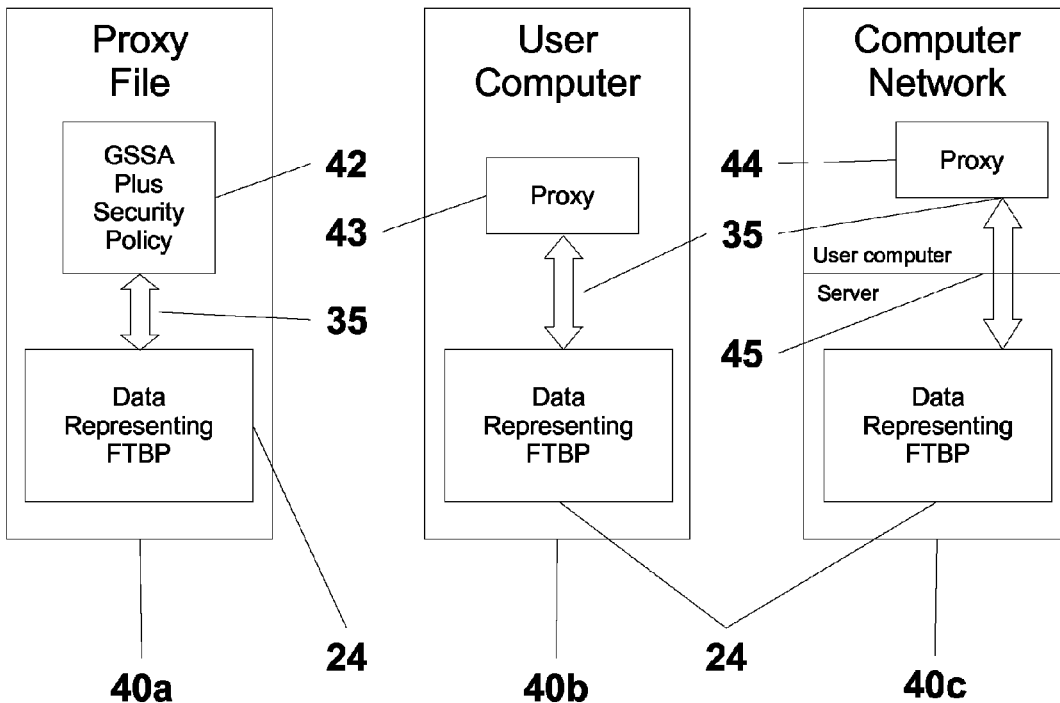 Proxy
File
GSSA
Plus
Security
Policy
35
Data
Representing
FTBP
24
40a
42
43
User
Computer
Proxy
35
Data
Representing
FTBP
24
40b
44
Computer
Network
Proxy
User computer
Server
45
Data
Representing
FTBP
40c